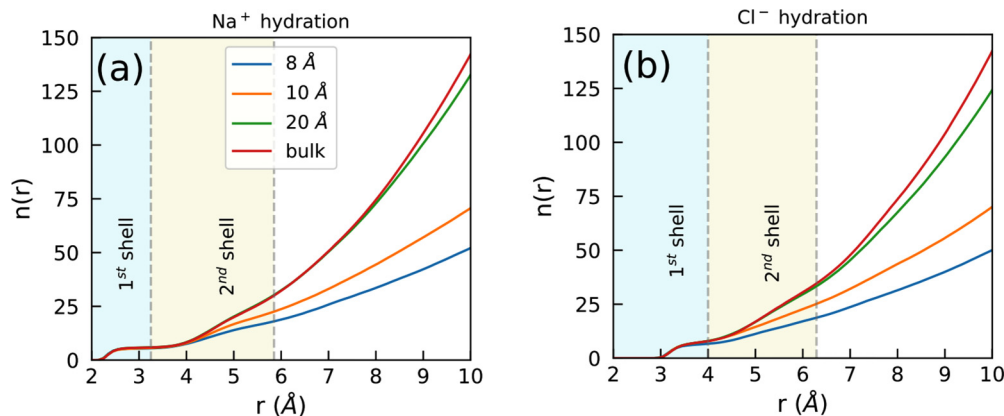 Na⁺ hydration
(a)
8 Å
10 Å
20 Å
bulk
1ˢᵗ shell
2ⁿᵈ shell
n(r)
150
125
100
75
50
25
0
2 3 4 5 6 7 8 9 10
r (Å)
Cl⁻ hydration
(b)
1ˢᵗ shell
2ⁿᵈ shell
n(r)
150
125
100
75
50
25
0
2 3 4 5 6 7 8 9 10
r (Å)